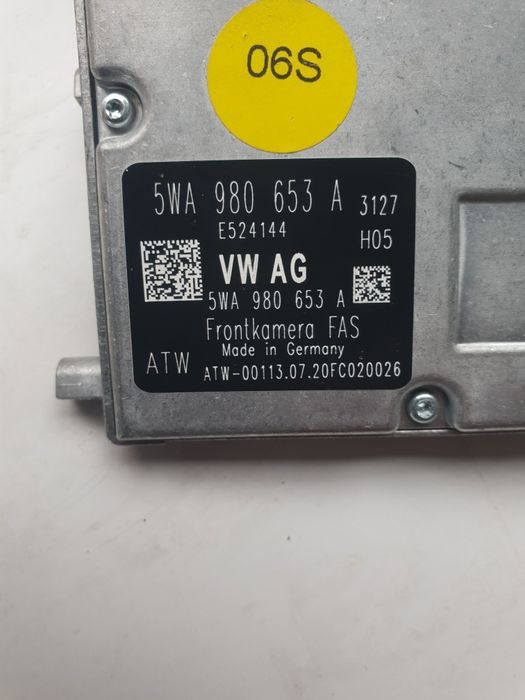 06S
5WA 980 653 A 3127
E524144 H05
VW AG
5WA 980 653 A
Frontkamera FAS
Made in Germany
ATW ATW-00113.07.20FC020026